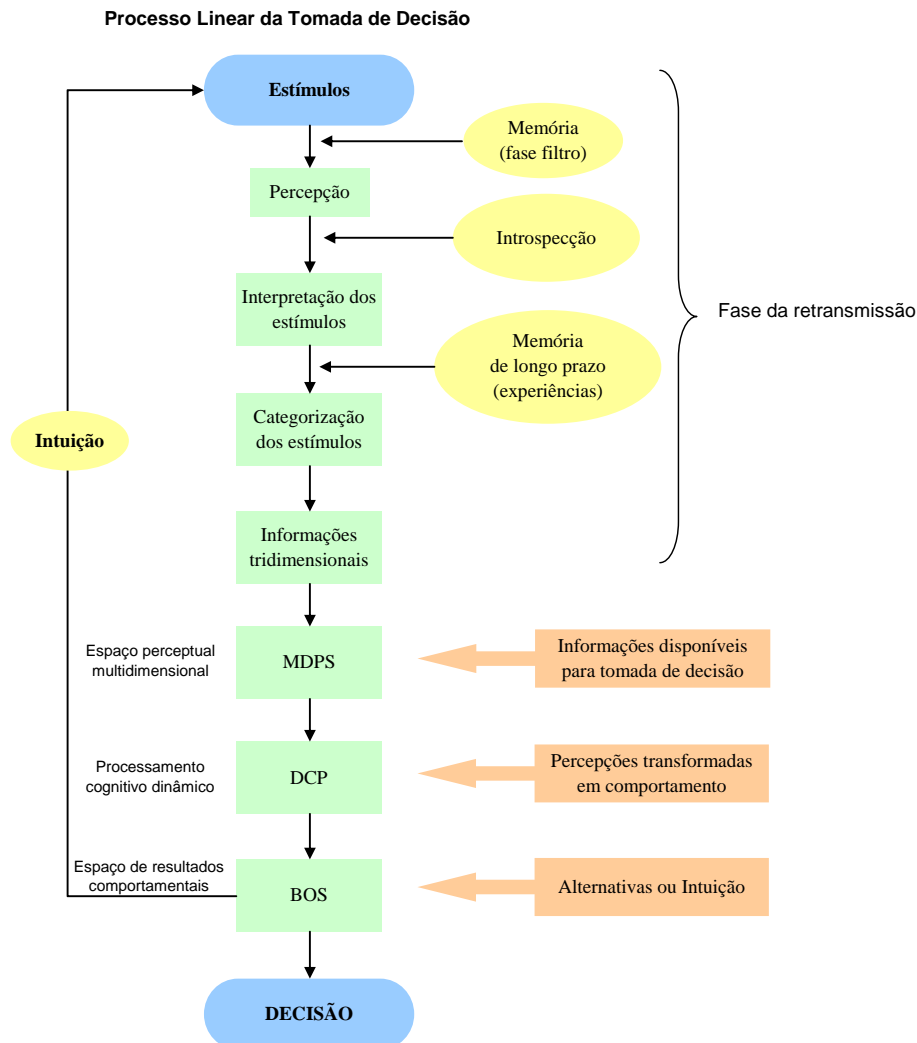 Processo Linear da Tomada de Decisão
Estímulos
Memória
(fase filtro)
Percepção
Introspecção
Interpretação dos
estímulos
Fase da retransmissão
Memória
de longo prazo
(experiências)
Categorização
dos estímulos
Intuição
Informações
tridimensionais
Espaço perceptual
multidimensional
MDPS
Informações disponíveis
para tomada de decisão
Processamento
cognitivo dinâmico
DCP
Percepções transformadas
em comportamento
Espaço de resultados
comportamentais
BOS
Alternativas ou Intuição
DECISÃO